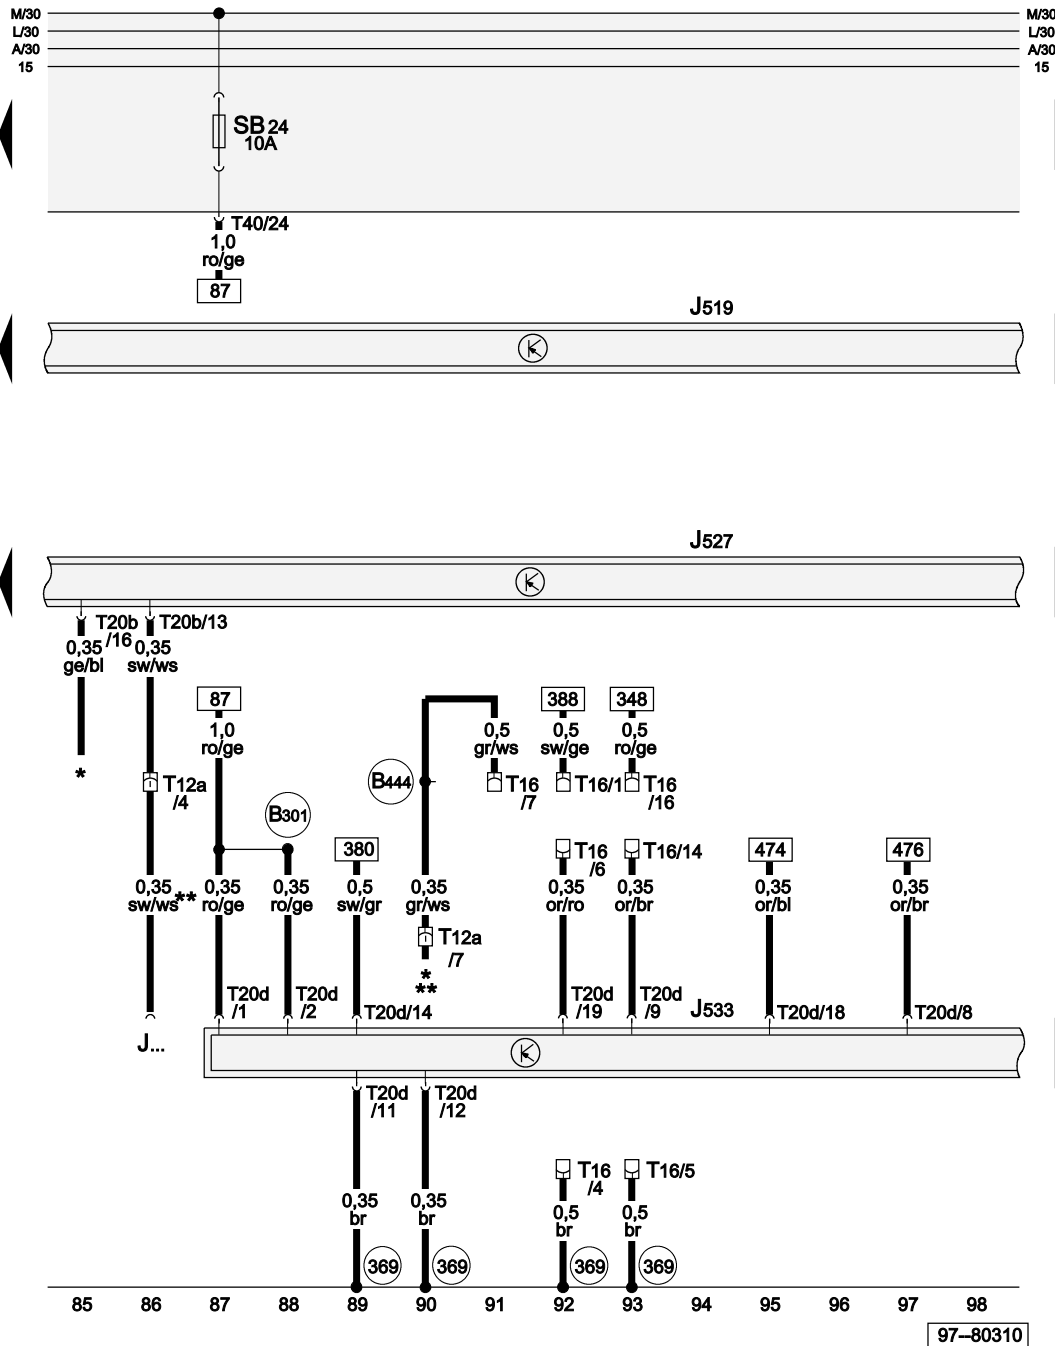 M/30 M/30
L/30 L/30
A/30 A/30
15 15
SB 24
10A
T40/24
1,0
ro/ge
87
J519
J527
T20b
/16
T20b/13
0,35 0,35
ge/bl sw/ws
87 388 348
1,0 0,5 0,5 0,5
ro/ge gr/ws sw/ge ro/ge
*
T12a
/4
B444
T16
/7
T16/1
T16
/16
B301
380
T16
/6
T16/14
474 476
0,35 0,35 0,35 0,5 0,35 0,35 0,35 0,35 0,35
sw/ws** ro/ge ro/ge sw/gr gr/ws or/ro or/br or/bl or/br
T12a
/7
*
**
T20d
/1
T20d
/2
T20d/14
T20d
/19
T20d
/9
J533
T20d/18
T20d/8
J...
T20d
/11
T20d
/12
T16
/4
T16/5
0,35 0,35 0,5 0,5
br br br br
369 369 369 369
85 86 87 88 89 90 91 92 93 94 95 96 97 98
97--80310